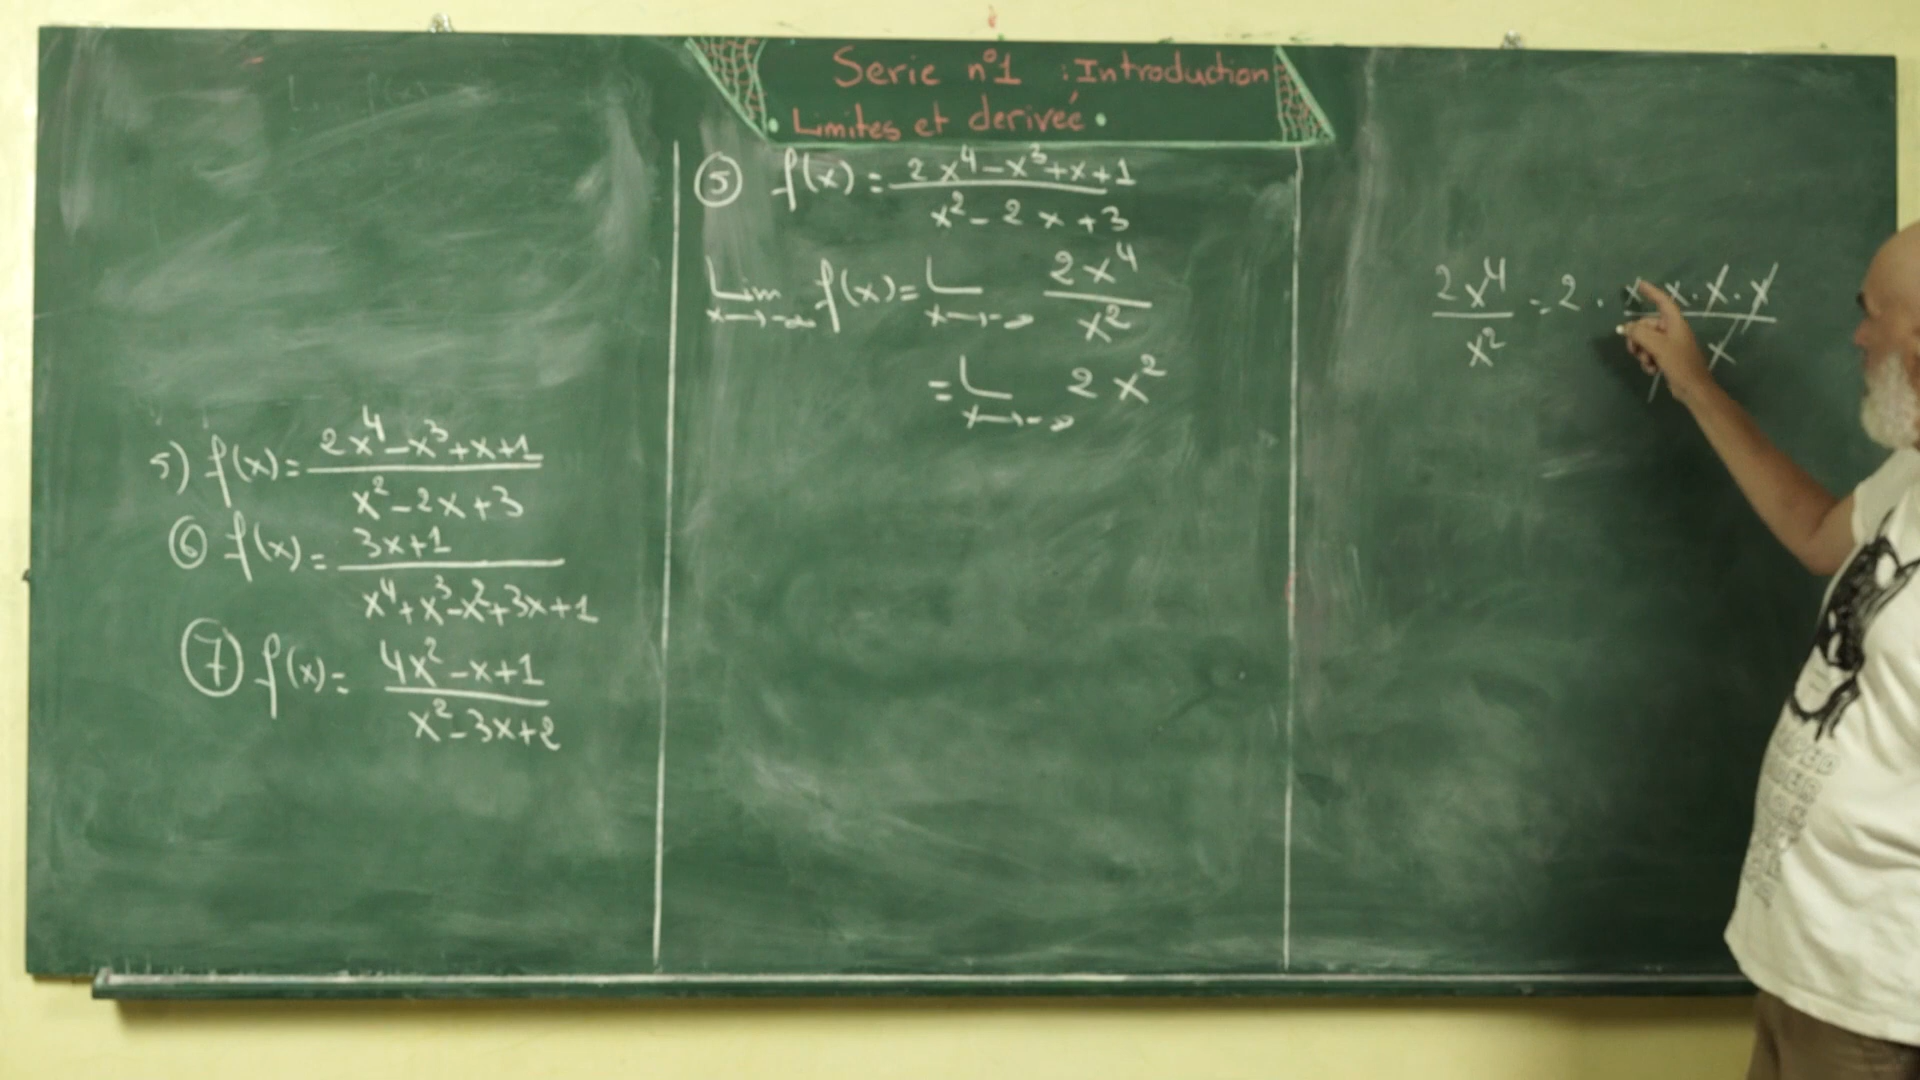 Serie n°1 : Introduction
Limites et deriveé
5) f(x) = (2x⁴ - x³ + x + 1) / (x² - 2x + 3)
⑥ f(x) = (3x + 1) / (x⁴ + x³ - x² + 3x + 1)
⑦ f(x) = (4x² - x + 1) / (x² - 3x + 2)
⑤ f(x) = (2x⁴ - x³ + x + 1) / (x² - 2x + 3)
Lim x→-∞ f(x) = L x→-∞ 2x⁴ / x²
= L x→-∞ 2x²
2x⁴ / x² = 2 · x · x · x · x / x